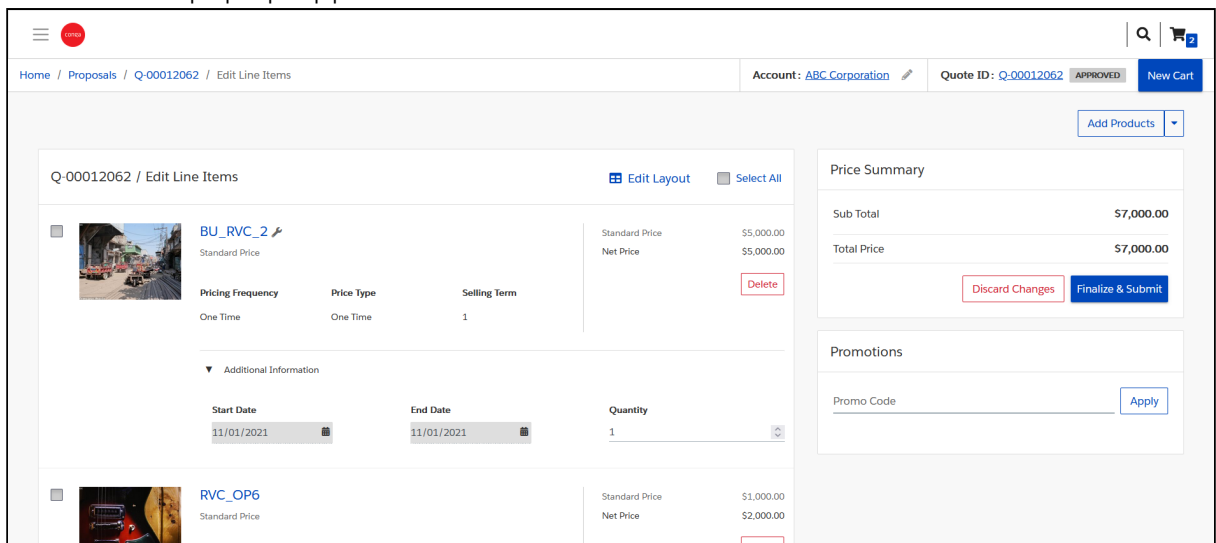 conga
2
Home / Proposals / Q-00012062 / Edit Line Items
Account: ABC Corporation
Quote ID: Q-00012062 APPROVED
New Cart
Add Products
Q-00012062 / Edit Line Items
Edit Layout
Select All
BU_RVC_2
Standard Price
Pricing Frequency Price Type Selling Term
One Time One Time 1
Standard Price $5,000.00
Net Price $5,000.00
Delete
Additional Information
Start Date End Date Quantity
11/01/2021 11/01/2021 1
RVC_OP6
Standard Price
Standard Price $1,000.00
Net Price $2,000.00
Price Summary
Sub Total $7,000.00
Total Price $7,000.00
Discard Changes Finalize & Submit
Promotions
Promo Code Apply